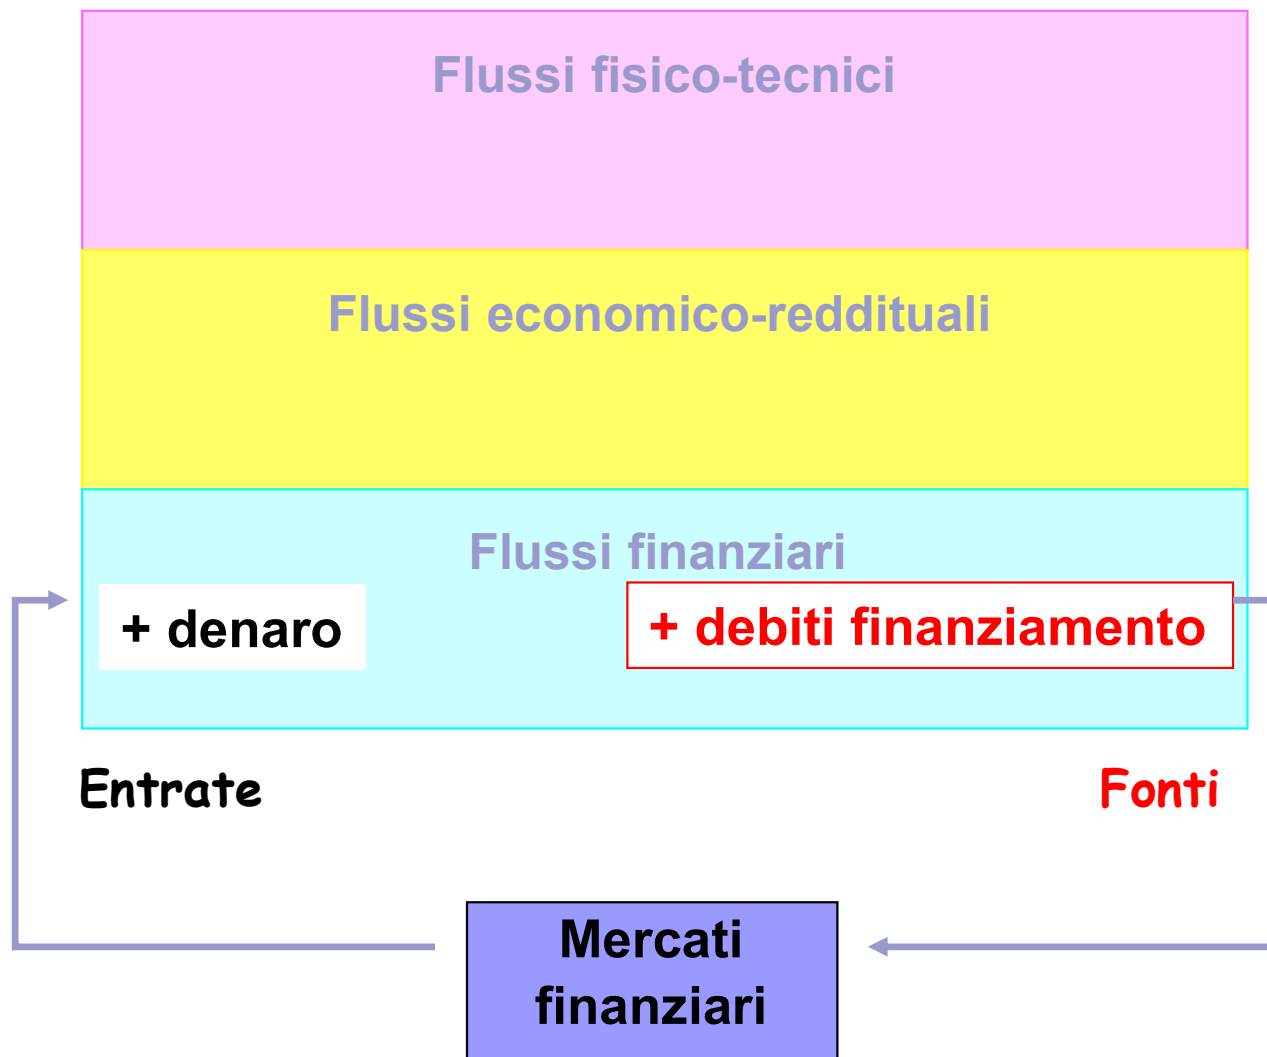 Flussi fisico-tecnici
Flussi economico-reddituali
Flussi finanziari
+ denaro
+ debiti finanziamento
Entrate
Fonti
Mercati
finanziari